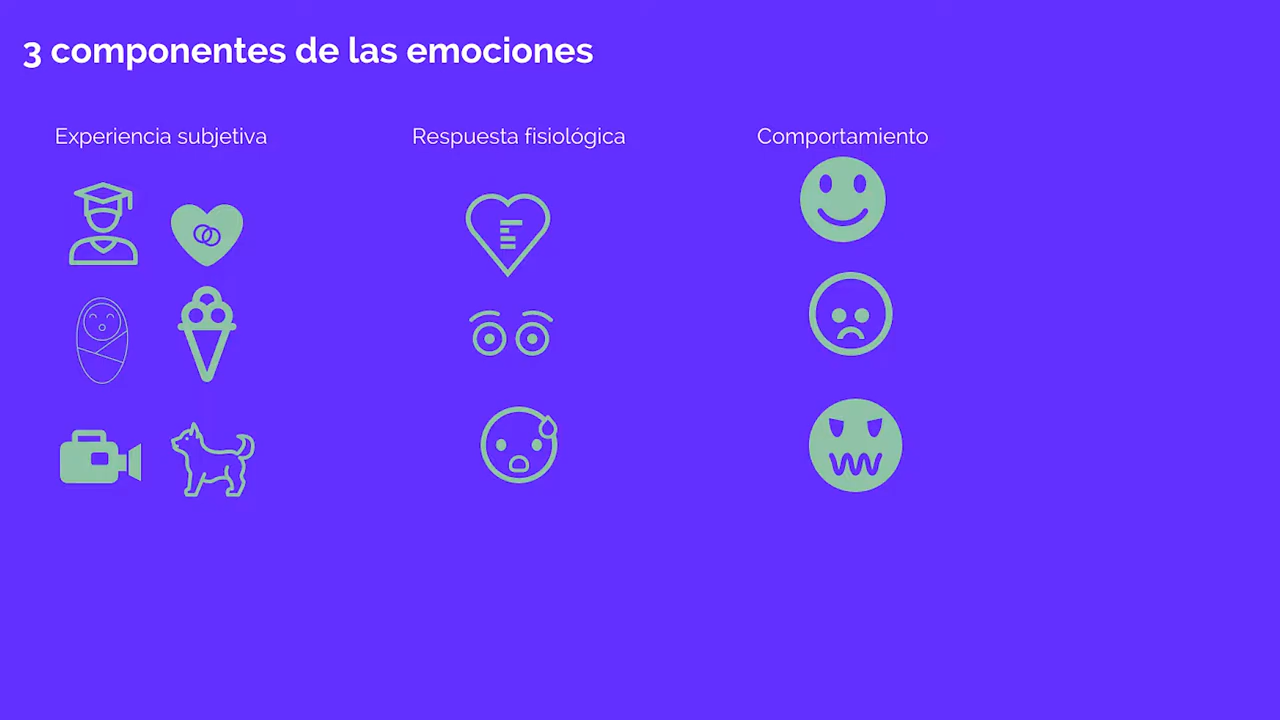 3 componentes de las emociones
Experiencia subjetiva
Respuesta fisiológica
Comportamiento